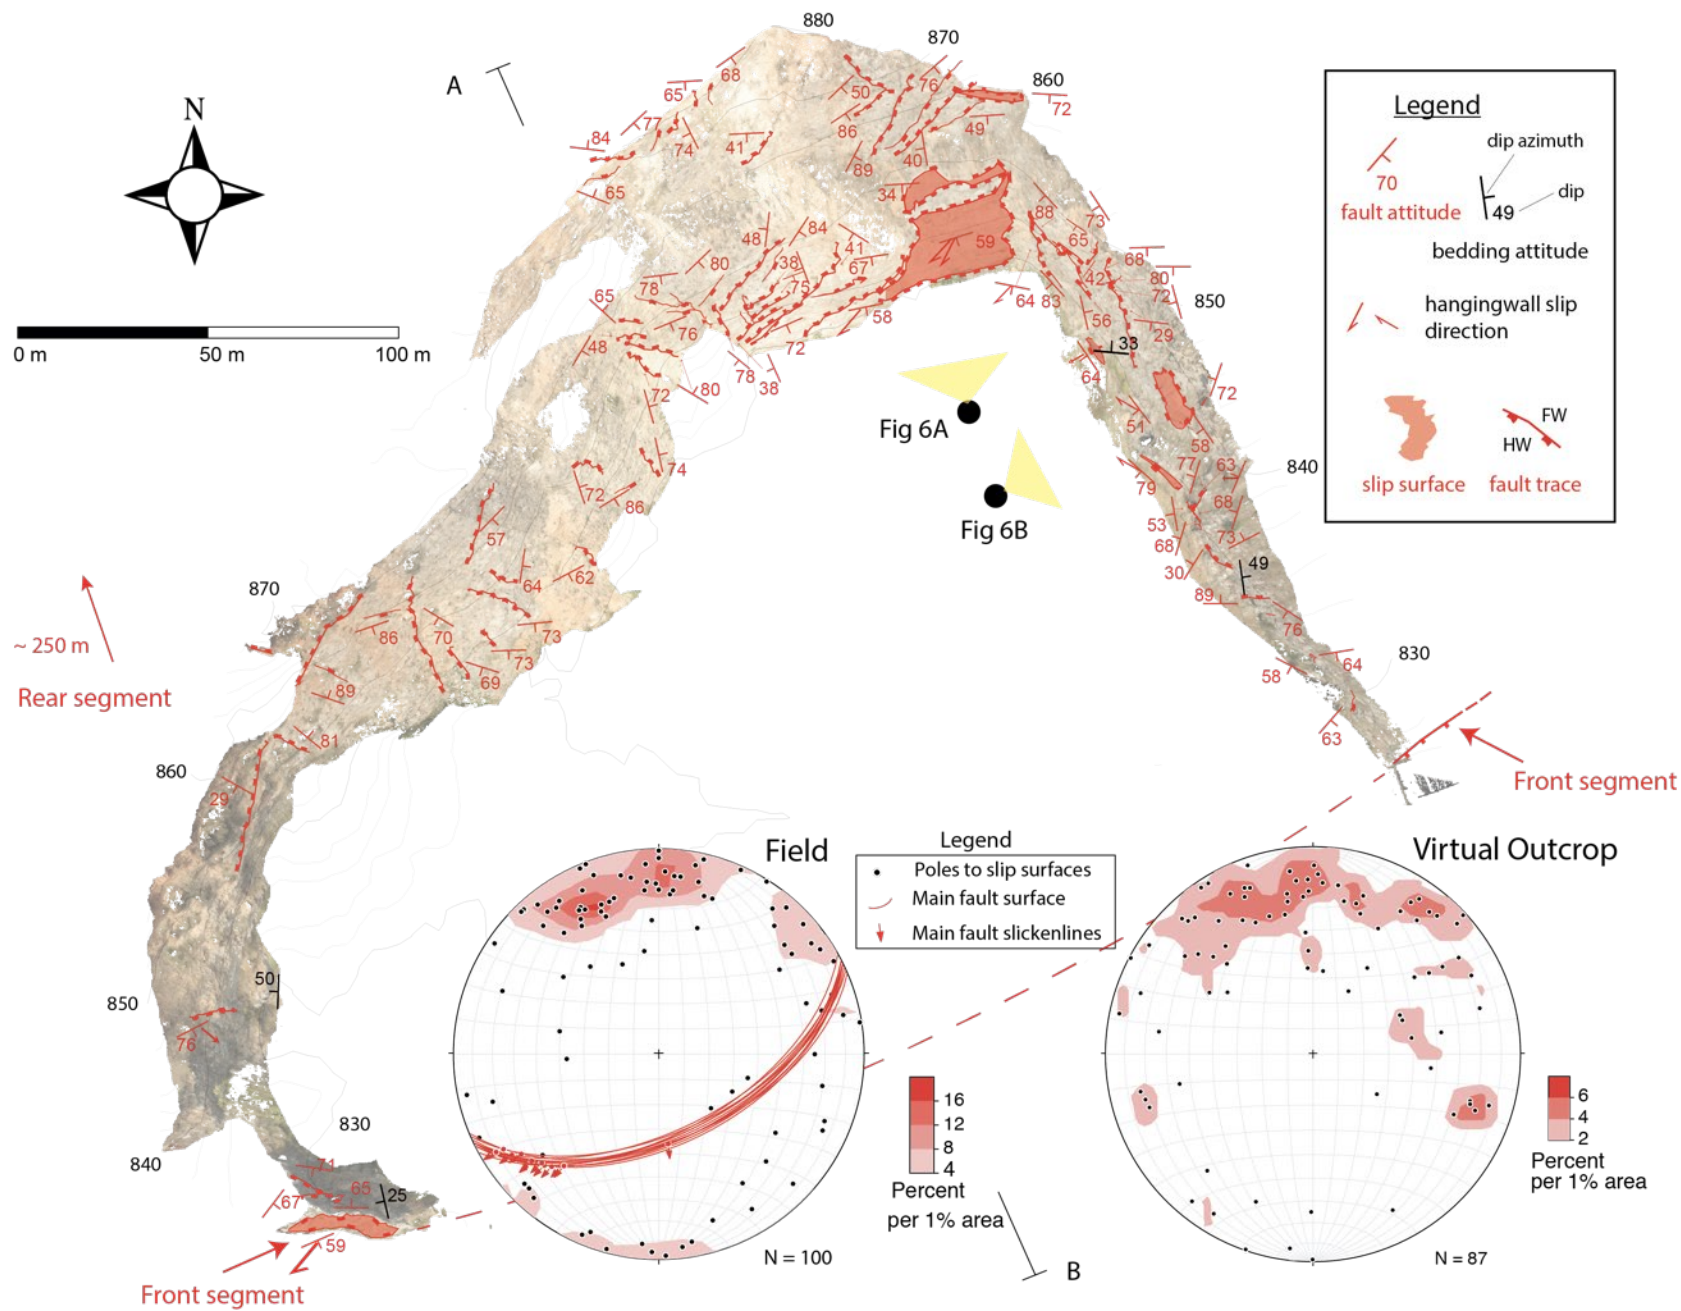 880
870
A
860
68
76
65
50
72
77
86
49
84
74
41
89
40
65
34
88
73
N
Legend
dip azimuth
70
49
dip
fault attitude
bedding attitude
hangingwall slip
direction
FW
HW
slip surface
fault trace
48
84
41
59
65
68
80
38
67
42
80
78
75
64
83
72
850
65
58
56
29
76
33
0 m
50 m
100 m
48
72
78
38
64
80
72
72
Fig 6A
51
58
74
77
63
840
72
86
79
68
Fig 6B
53
73
57
68
64
62
30
49
870
89
86
70
73
76
~ 250 m
73
64
830
Rear segment
89
69
58
81
63
860
Front segment
29
Field
Legend
Poles to slip surfaces
Main fault surface
Main fault slickenlines
Virtual Outcrop
50
850
76
16
12
8
4
Percent
per 1% area
6
4
2
Percent
per 1% area
830
840
71
65
67
25
59
N = 100
B
N = 87
Front segment